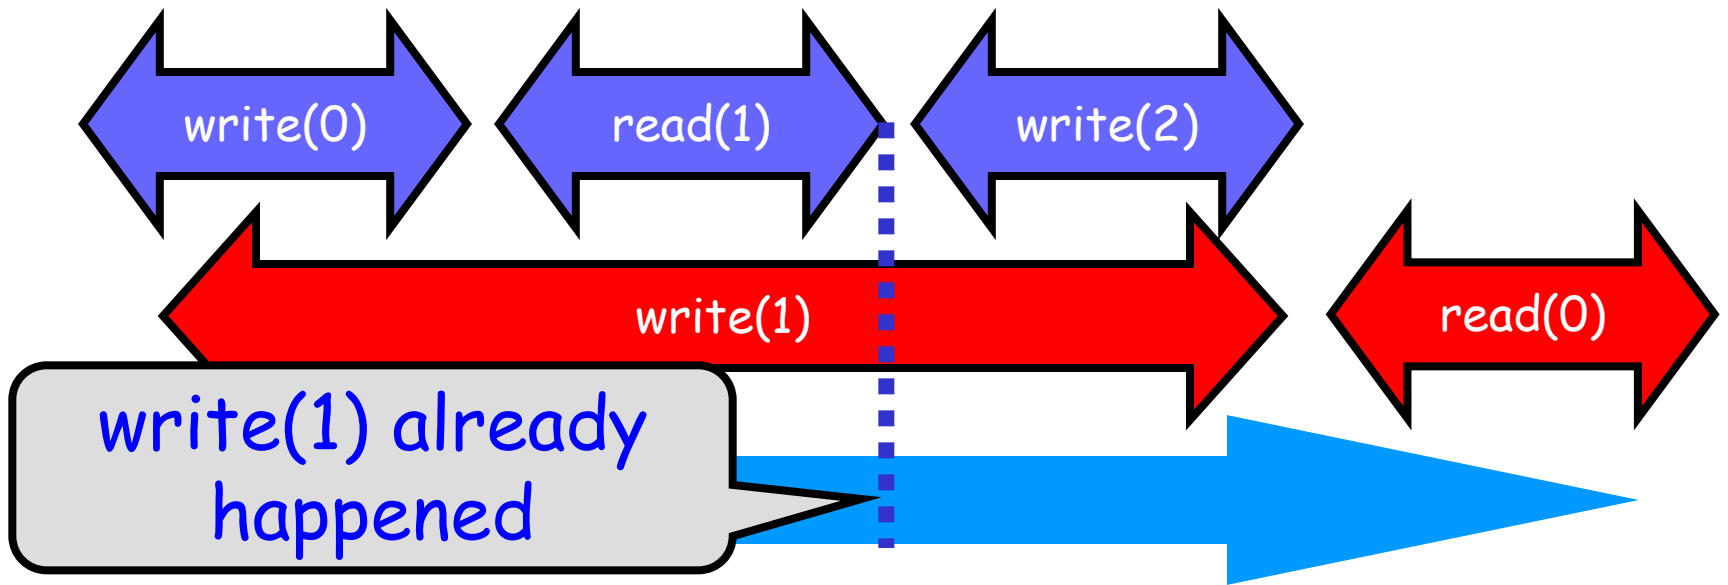 write(0) read(1) write(2)
write(1) read(0)
write(1) already
happened